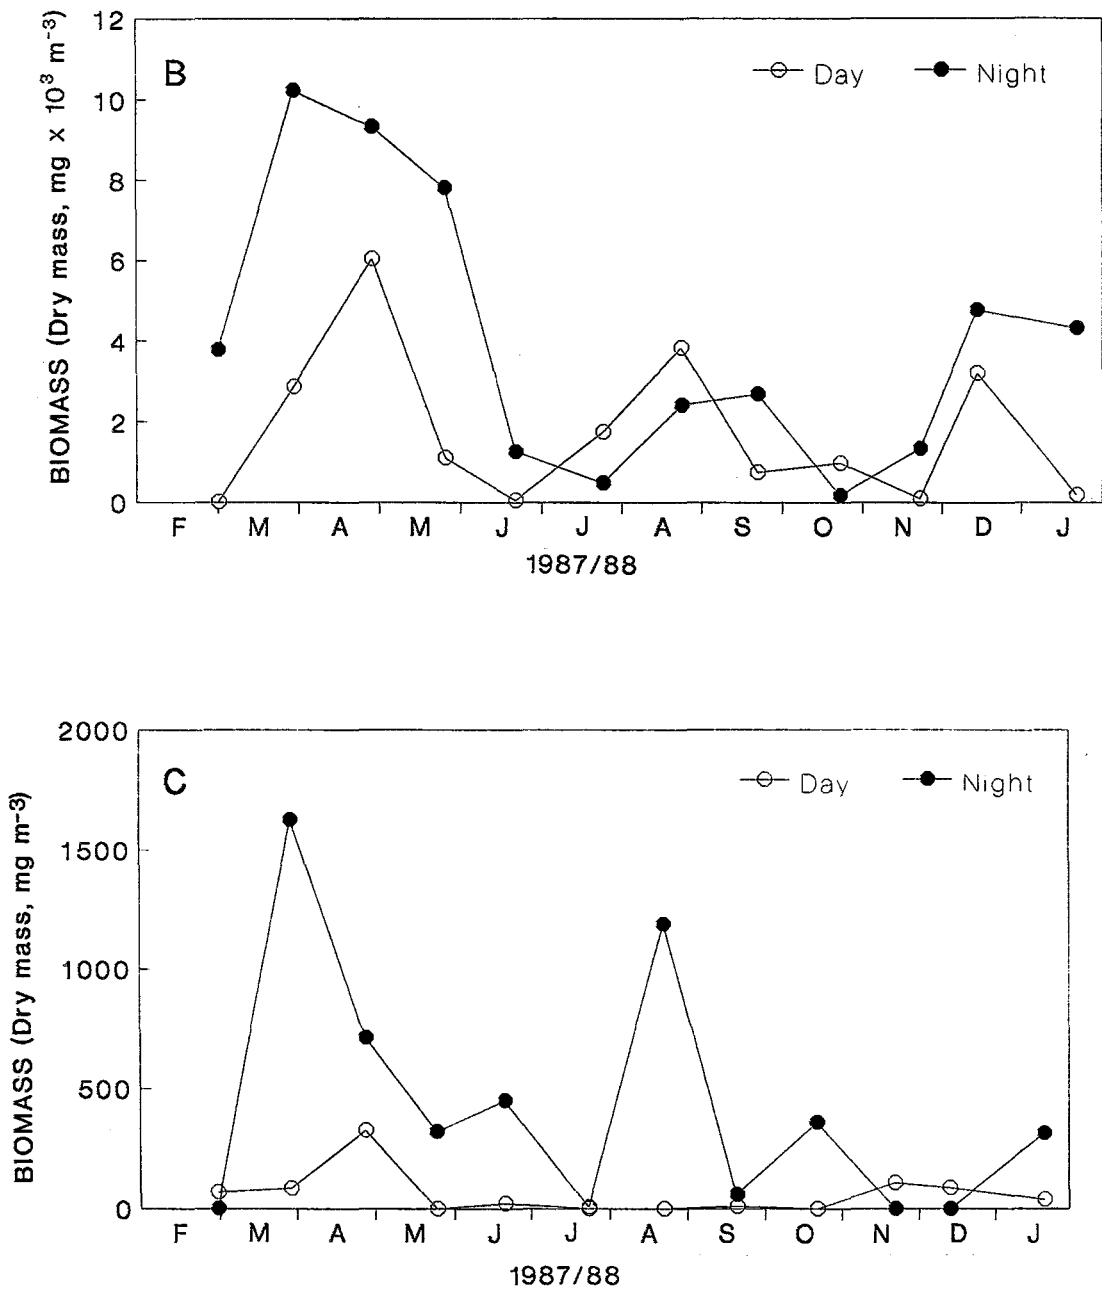 12
B
Day Night
10
8
6
4
2
0
BIOMASS (Dry mass, mg x 10³ m⁻³)
F M A M J J A S O N D J
1987/88
2000
C
Day Night
1500
1000
500
0
BIOMASS (Dry mass, mg m⁻³)
F M A M J J A S O N D J
1987/88